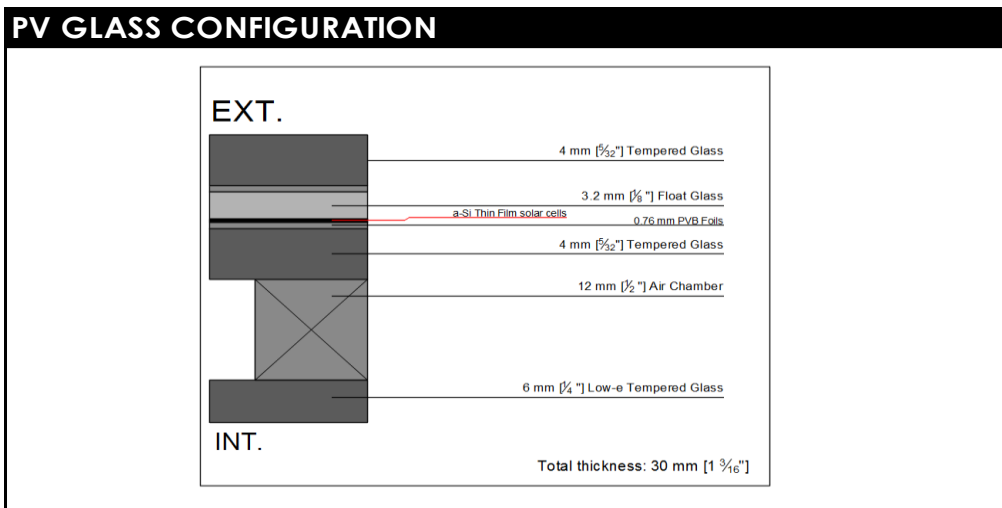 PV GLASS CONFIGURATION
EXT.
4 mm [5⁄32"] Tempered Glass
3.2 mm [1⁄8 "] Float Glass
a-Si Thin Film solar cells
0.76 mm PVB Foils
4 mm [5⁄32"] Tempered Glass
12 mm [1⁄2 "] Air Chamber
6 mm [1⁄4 "] Low-e Tempered Glass
INT.
Total thickness: 30 mm [1 3⁄16"]